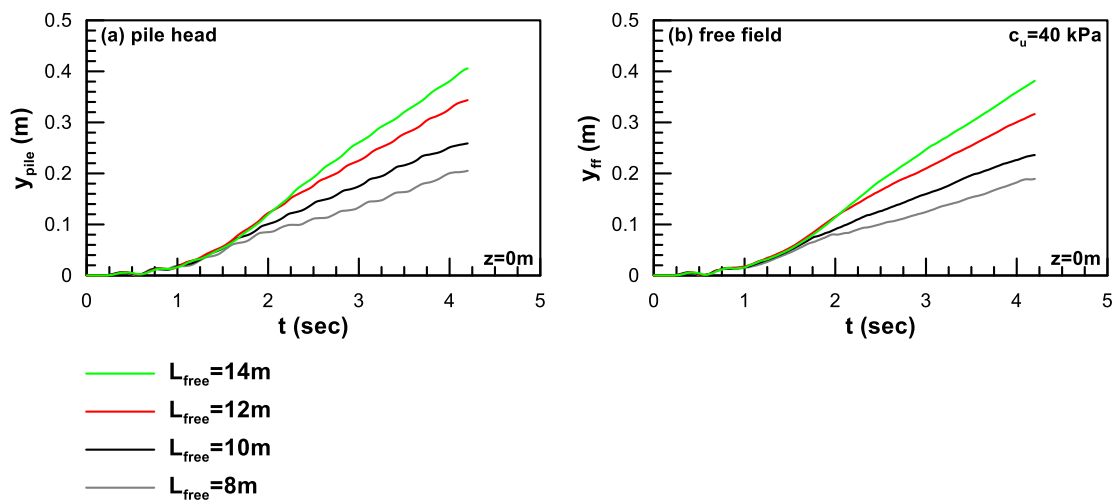 (a) pile head
0.5
0.4
0.3
0.2
0.1
0
y_pile (m)
z=0m
0 1 2 3 4 5
t (sec)
(b) free field
c_u=40 kPa
0.5
0.4
0.3
0.2
0.1
0
y_ff (m)
z=0m
0 1 2 3 4 5
t (sec)
L_free=14m
L_free=12m
L_free=10m
L_free=8m